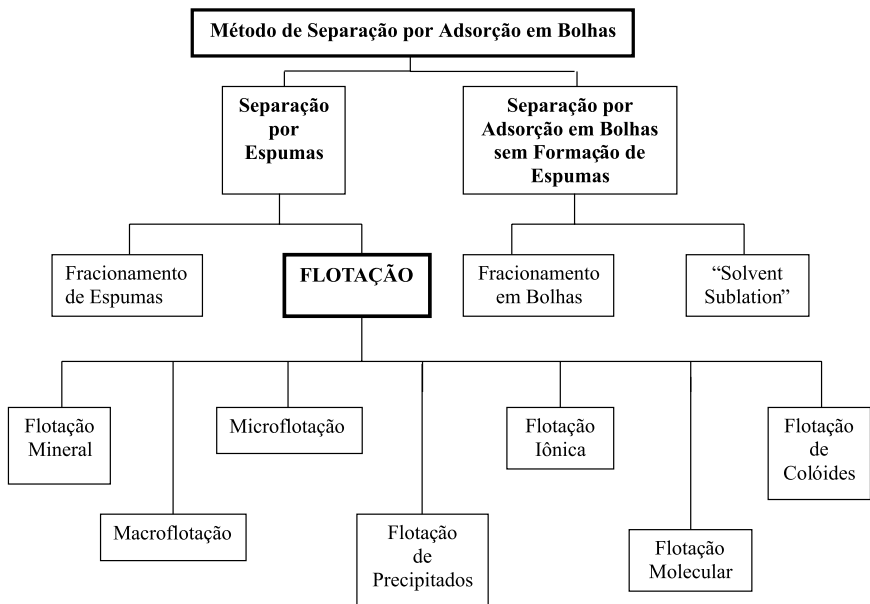 Método de Separação por Adsorção em Bolhas
Separação
por
Espumas
Separação por
Adsorção em Bolhas
sem Formação de
Espumas
Fracionamento
de Espumas
FLOTAÇÃO
Fracionamento
em Bolhas
“Solvent
Sublation”
Flotação
Mineral
Microflotação
Flotação
Iônica
Flotação
de
Colóides
Macroflotação
Flotação
de
Precipitados
Flotação
Molecular